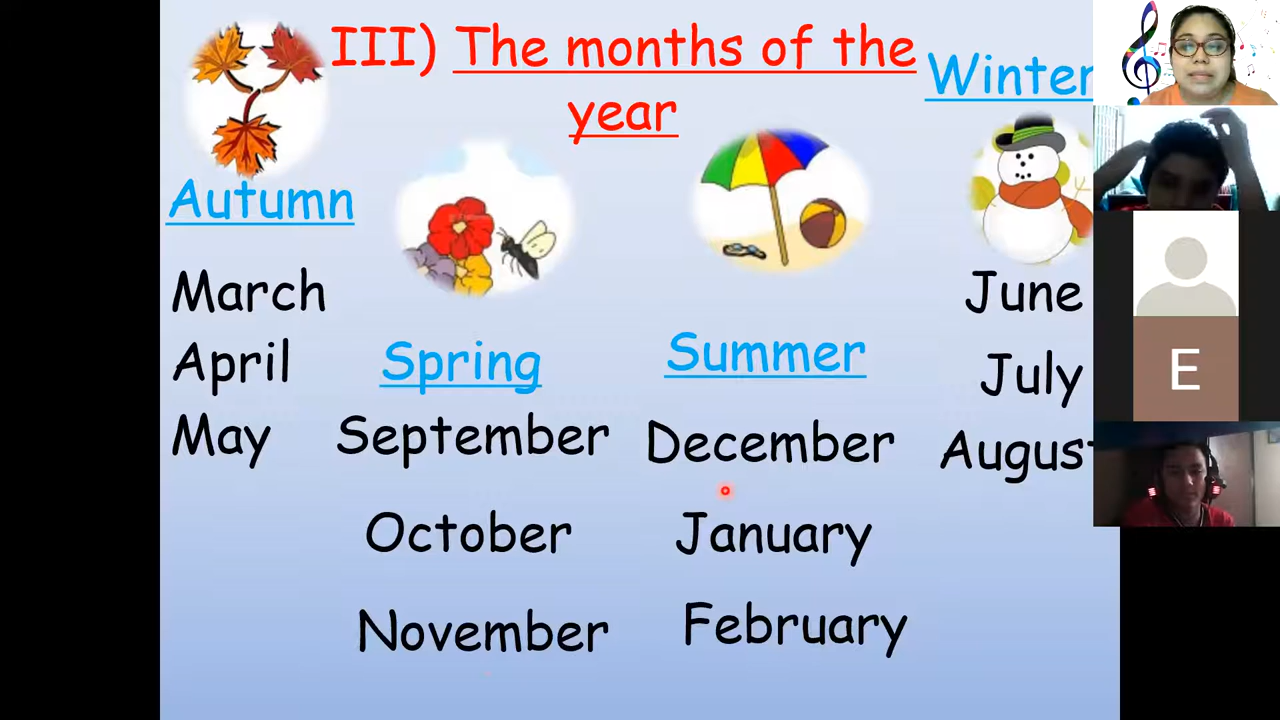 III) The months of the
year
Autumn
March
April
May
Spring
September
October
November
Summer
December
January
February
Winter
June
July
August
E